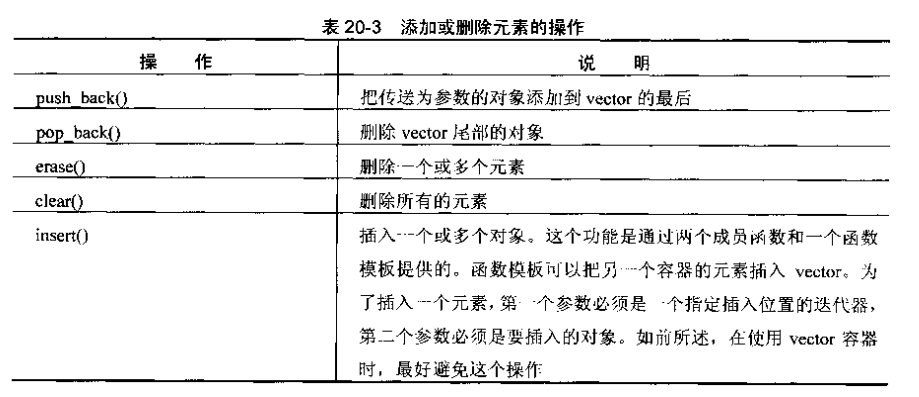 表 20-3 添加或删除元素的操作
操 作 说 明
push_back() 把传送为参数的对象添加到 vector 的最后
pop_back() 删除 vector 尾部的对象
erase() 删除一个或多个元素
clear() 删除所有的元素
insert() 插入一个或多个对象。这个功能是通过两个成员函数和一个函数
模板提供的。函数模板可以把另一个容器的元素插入 vector。为
了插入一个元素，第一个参数必须是一个指定插入位置的迭代器，
第二个参数必须是要插入的对象。如前所述，在使用 vector 容器
时，最好避免这个操作